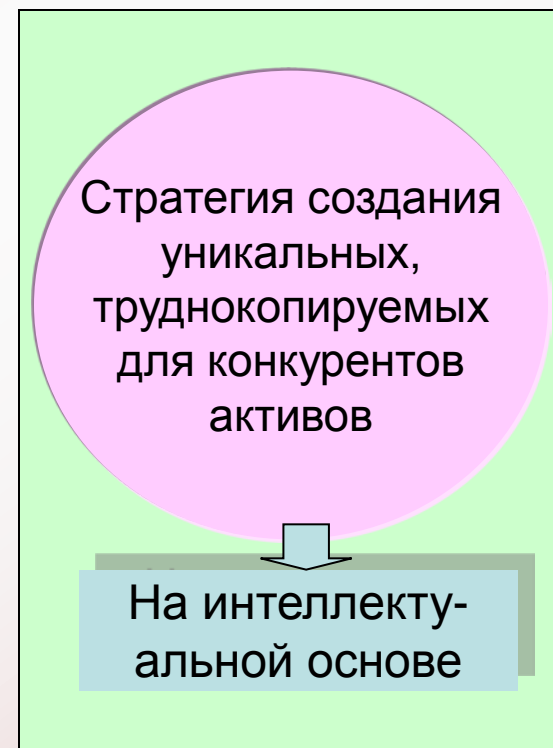 Стратегия создания
уникальных,
труднокопируемых
для конкурентов
активов
На интеллекту-
альной основе